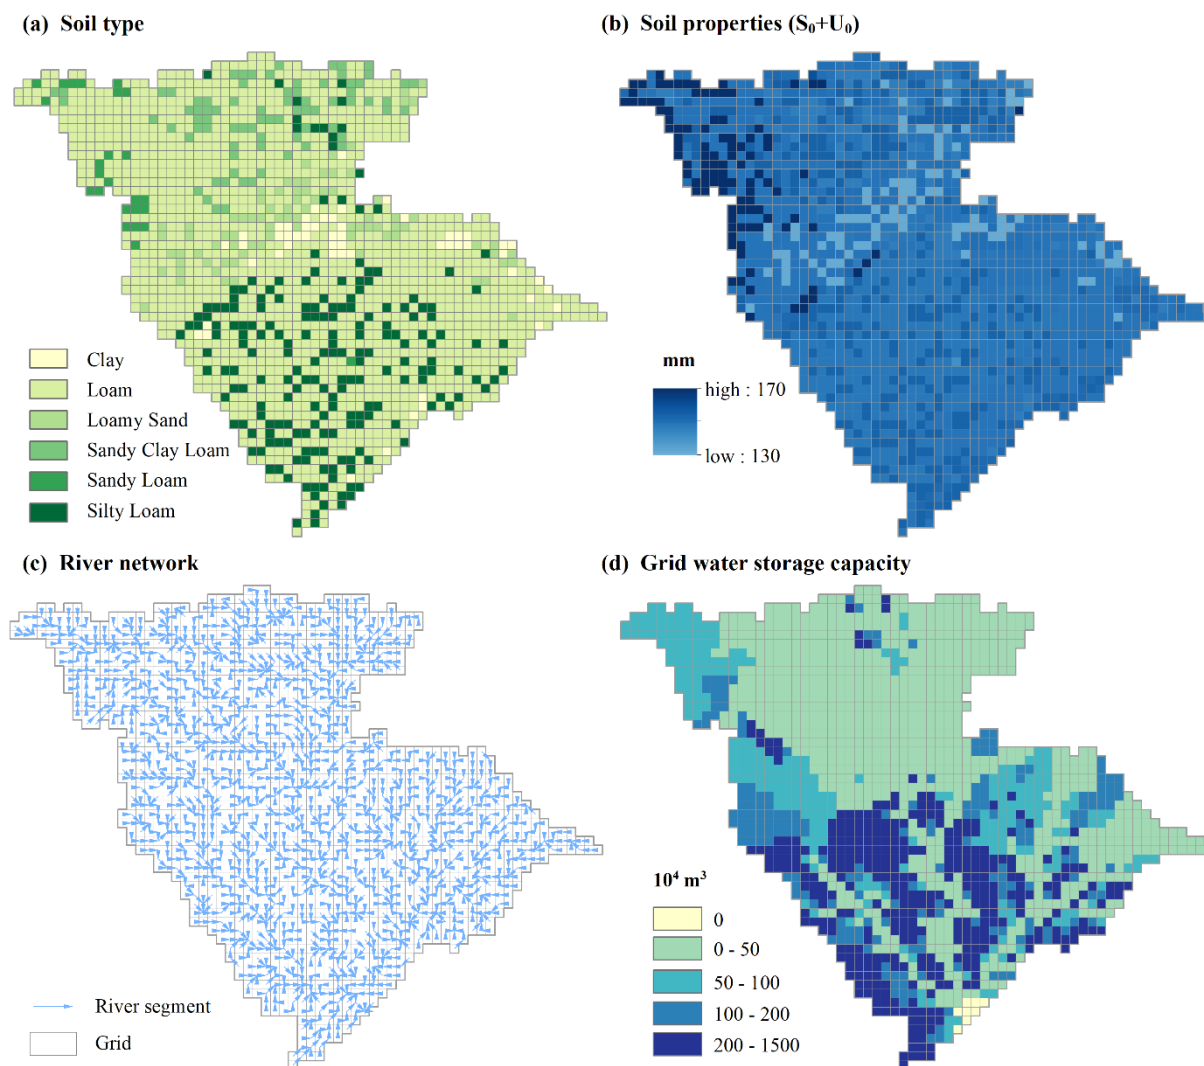 (a) Soil type
(b) Soil properties (S₀+U₀)
Clay
Loam
Loamy Sand
Sandy Clay Loam
Sandy Loam
Silty Loam
mm
high : 170
low : 130
(c) River network
(d) Grid water storage capacity
River segment
Grid
10⁴ m³
0
0 - 50
50 - 100
100 - 200
200 - 1500